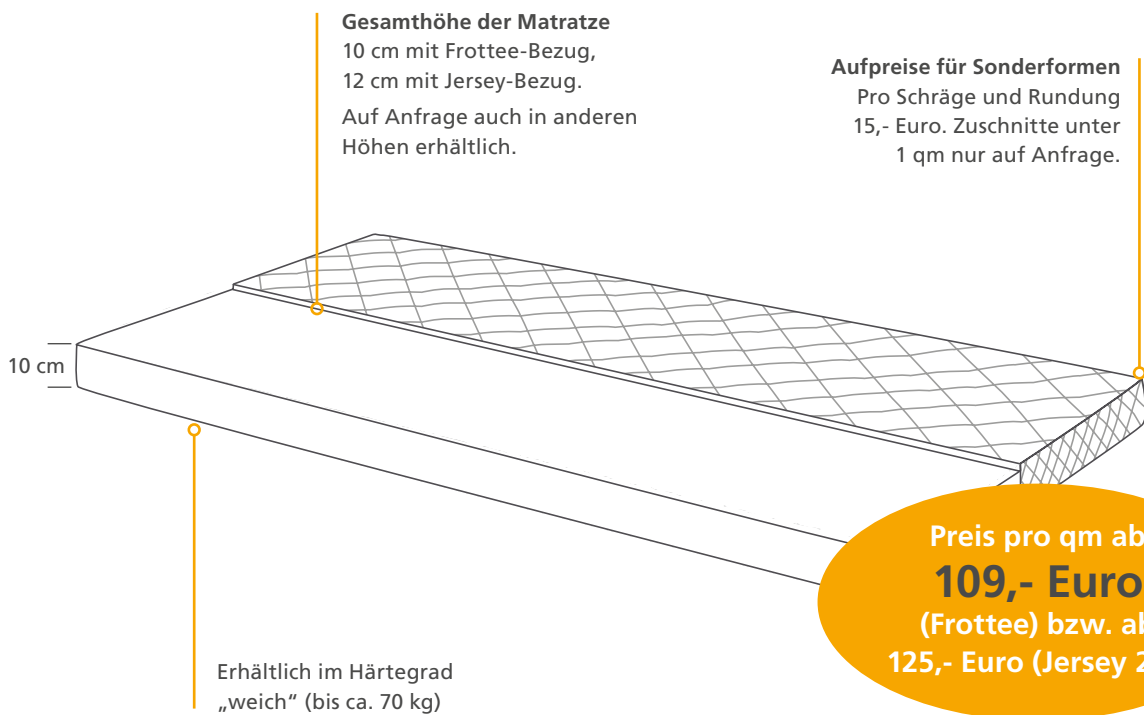 Gesamthöhe der Matratze
10 cm mit Frottee-Bezug,
12 cm mit Jersey-Bezug.
Auf Anfrage auch in anderen
Höhen erhältlich.
Aufpreise für Sonderformen
Pro Schräge und Rundung
15,- Euro. Zuschnitte unter
1 qm nur auf Anfrage.
10 cm
Preis pro qm ab
109,- Euro
(Frottee) bzw. ab
125,- Euro (Jersey 2
Erhältlich im Härtegrad
„weich“ (bis ca. 70 kg)